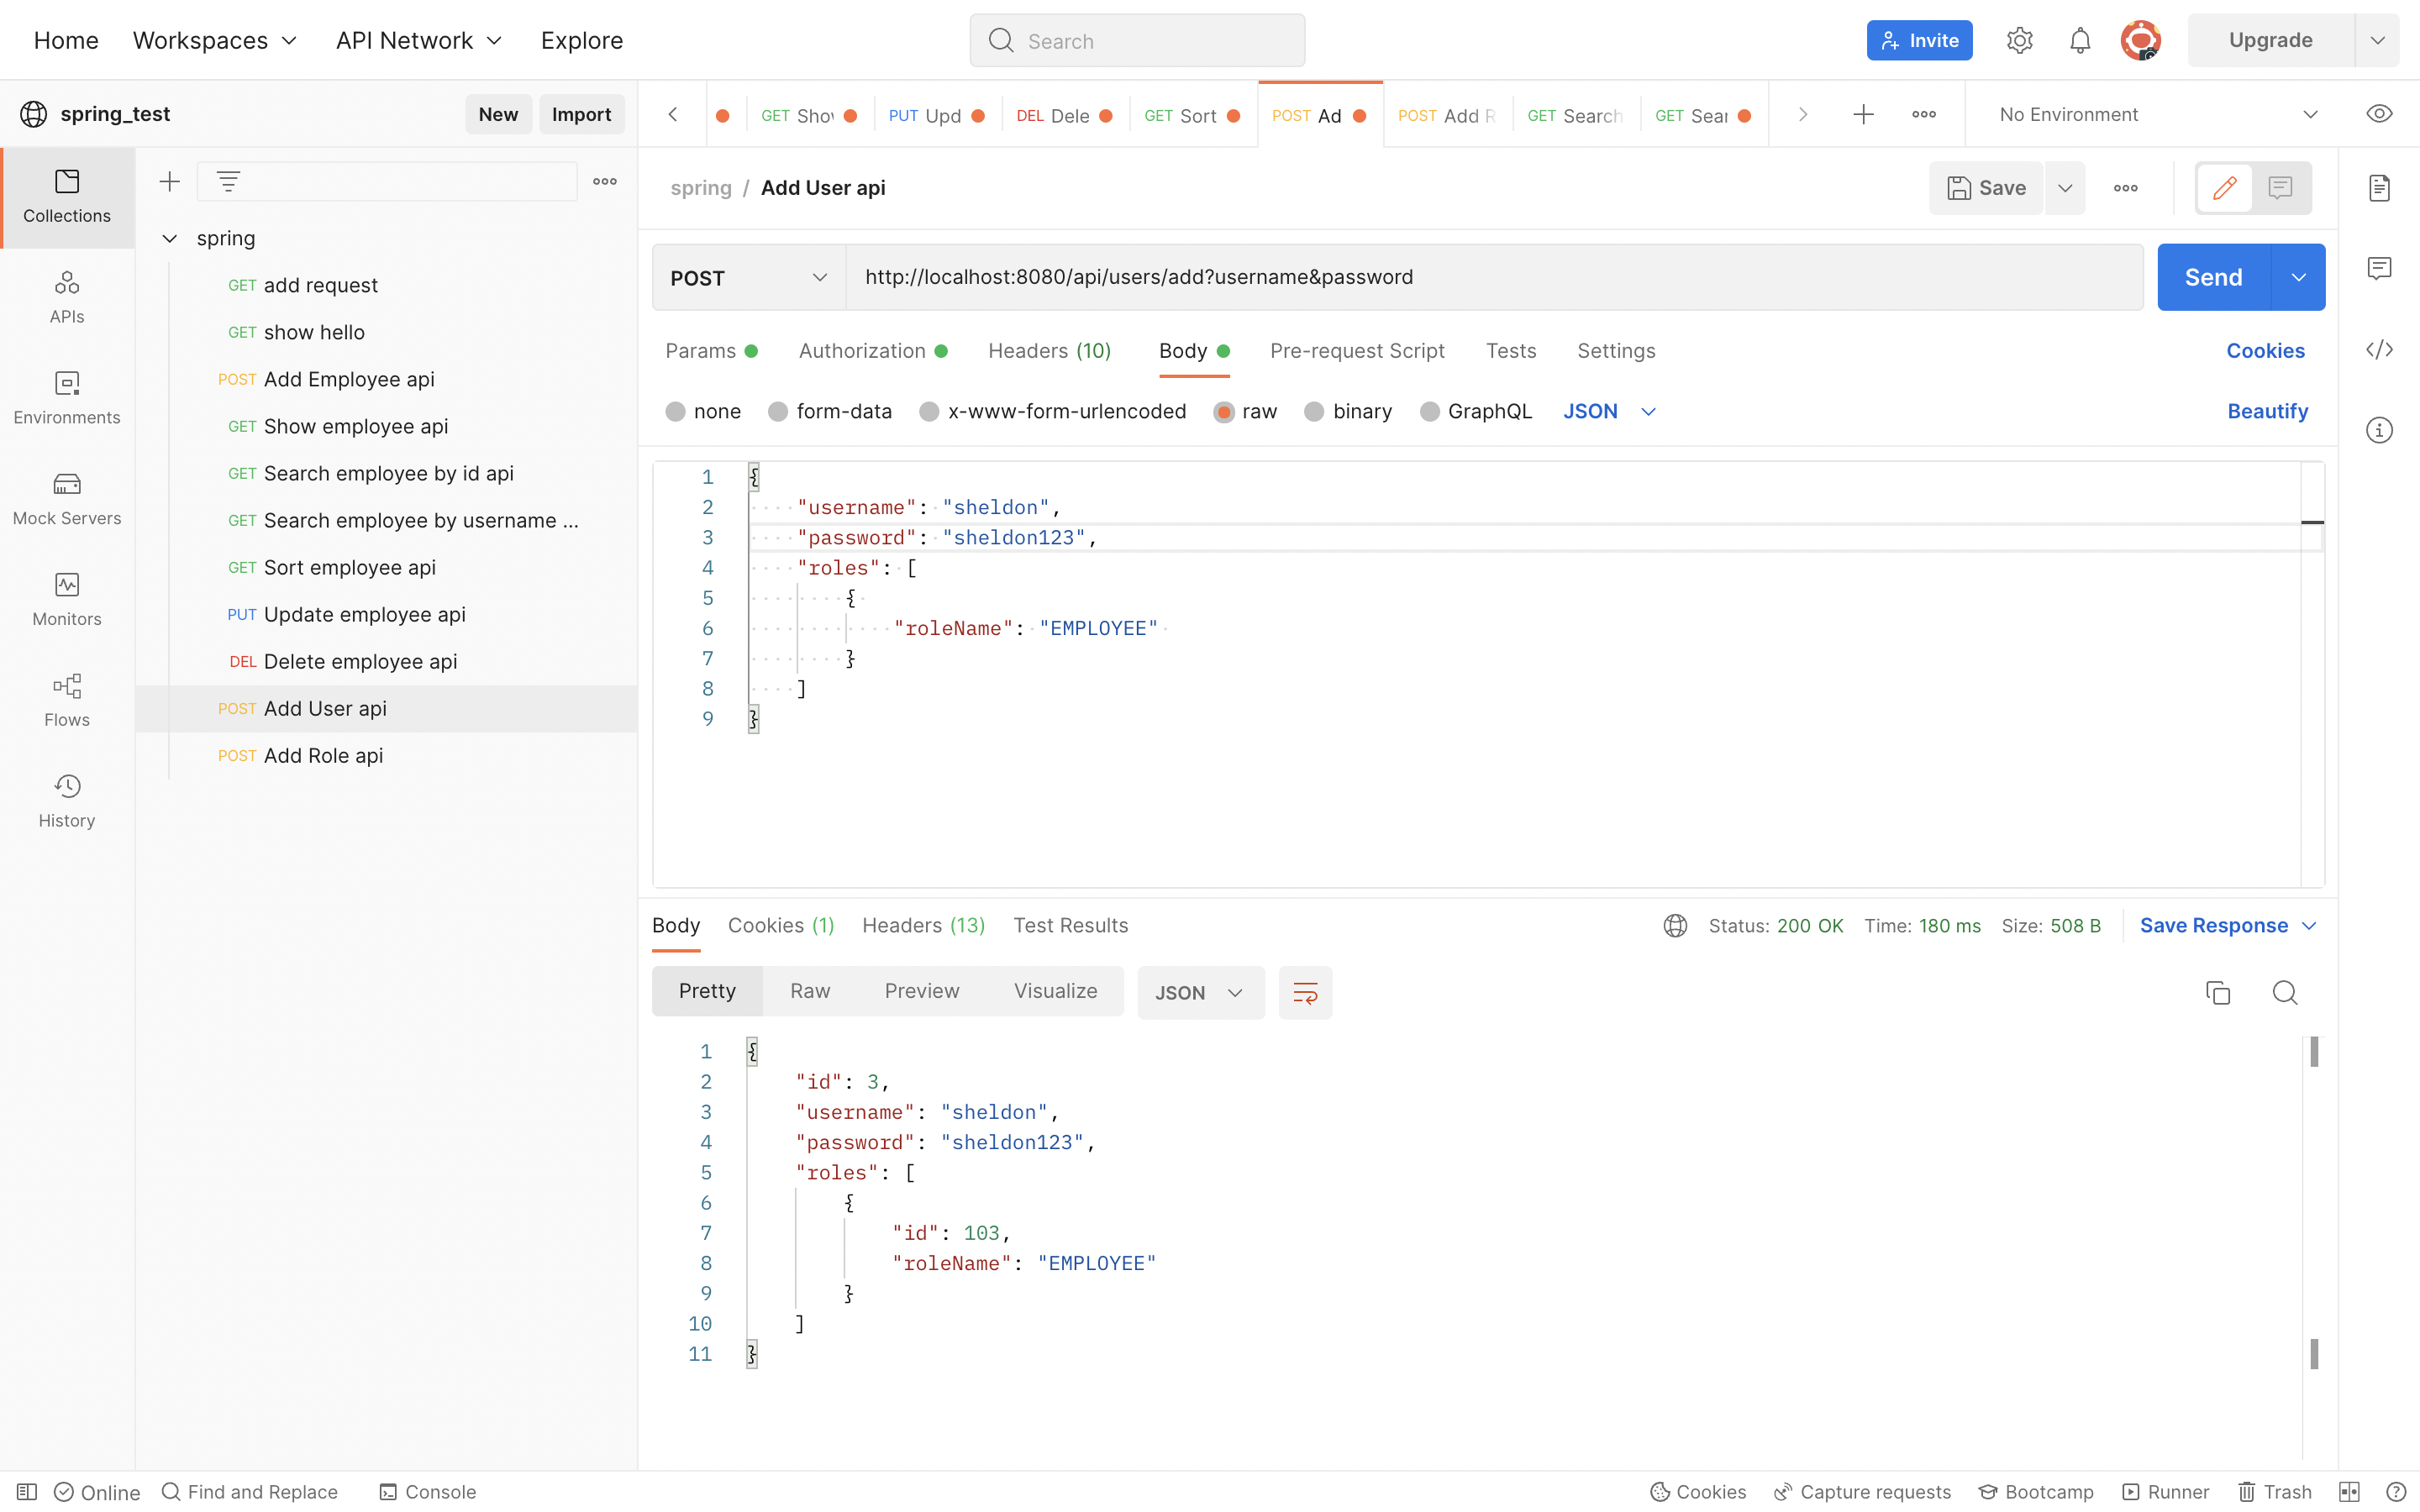 Home Workspaces API Network Explore Search Invite Upgrade
spring_test New Import
GET Shov PUT Upd DEL Dele GET Sort POST Ad POST Add R GET Search GET Sear No Environment
Collections
APIs
Environments
Mock Servers
Monitors
Flows
History
spring
GET add request
GET show hello
POST Add Employee api
GET Show employee api
GET Search employee by id api
GET Search employee by username ...
GET Sort employee api
PUT Update employee api
DEL Delete employee api
POST Add User api
POST Add Role api
spring / Add User api Save
POST http://localhost:8080/api/users/add?username&password Send
Params Authorization Headers (10) Body Pre-request Script Tests Settings Cookies
none form-data x-www-form-urlencoded raw binary GraphQL JSON Beautify
1 {
2 "username": "sheldon",
3 "password": "sheldon123",
4 "roles": [
5 {
6 "roleName": "EMPLOYEE"
7 }
8 ]
9 }
Body Cookies (1) Headers (13) Test Results Status: 200 OK Time: 180 ms Size: 508 B Save Response
Pretty Raw Preview Visualize JSON
1 {
2 "id": 3,
3 "username": "sheldon",
4 "password": "sheldon123",
5 "roles": [
6 {
7 "id": 103,
8 "roleName": "EMPLOYEE"
9 }
10 ]
11 }
Online Find and Replace Console Cookies Capture requests Bootcamp Runner Trash